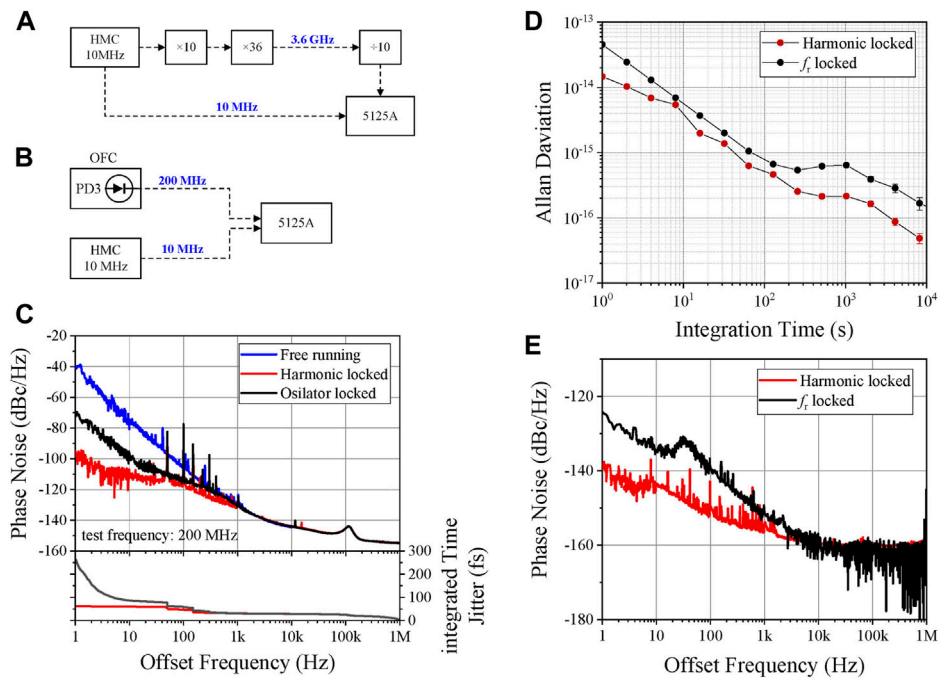 A
HMC
10MHz
×10
×36
3.6 GHz
÷10
10 MHz
5125A
B
OFC
PD3
200 MHz
5125A
HMC
10 MHz
10 MHz
C
Phase Noise (dBc/Hz)
-20
-40
-60
-80
-100
-120
-140
-160
Free running
Harmonic locked
Osilator locked
test frequency: 200 MHz
300
200
100
0
integrated Time
Jitter (fs)
1
10
100
1k
10k
100k
1M
Offset Frequency (Hz)
D
Allan Daviation
10⁻¹³
10⁻¹⁴
10⁻¹⁵
10⁻¹⁶
10⁻¹⁷
Harmonic locked
fr locked
10⁰
10¹
10²
10³
10⁴
Integration Time (s)
E
Phase Noise (dBc/Hz)
-120
-140
-160
-180
Harmonic locked
fr locked
1
10
100
1k
10k
100k
1M
Offset Frequency (Hz)